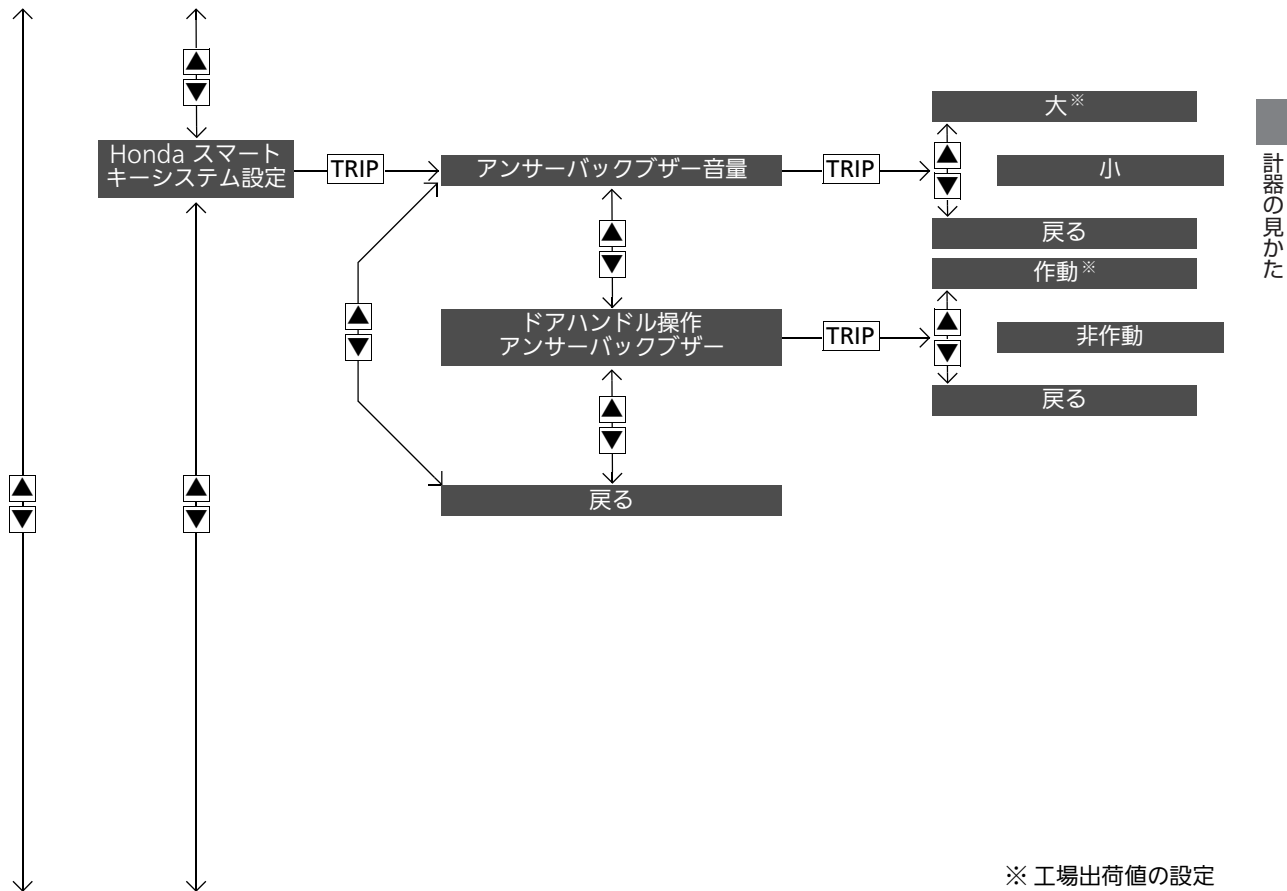 Honda スマート
キーシステム設定
TRIP
アンサーバックブザー音量
TRIP
大※
▲
▼
小
戻る
▲
▼
ドアハンドル操作
アンサーバックブザー
TRIP
作動※
▲
▼
非作動
戻る
▲
▼
戻る
▲
▼
▲
▼
▲
▼
▲
▼
計器の見かた
※ 工場出荷値の設定